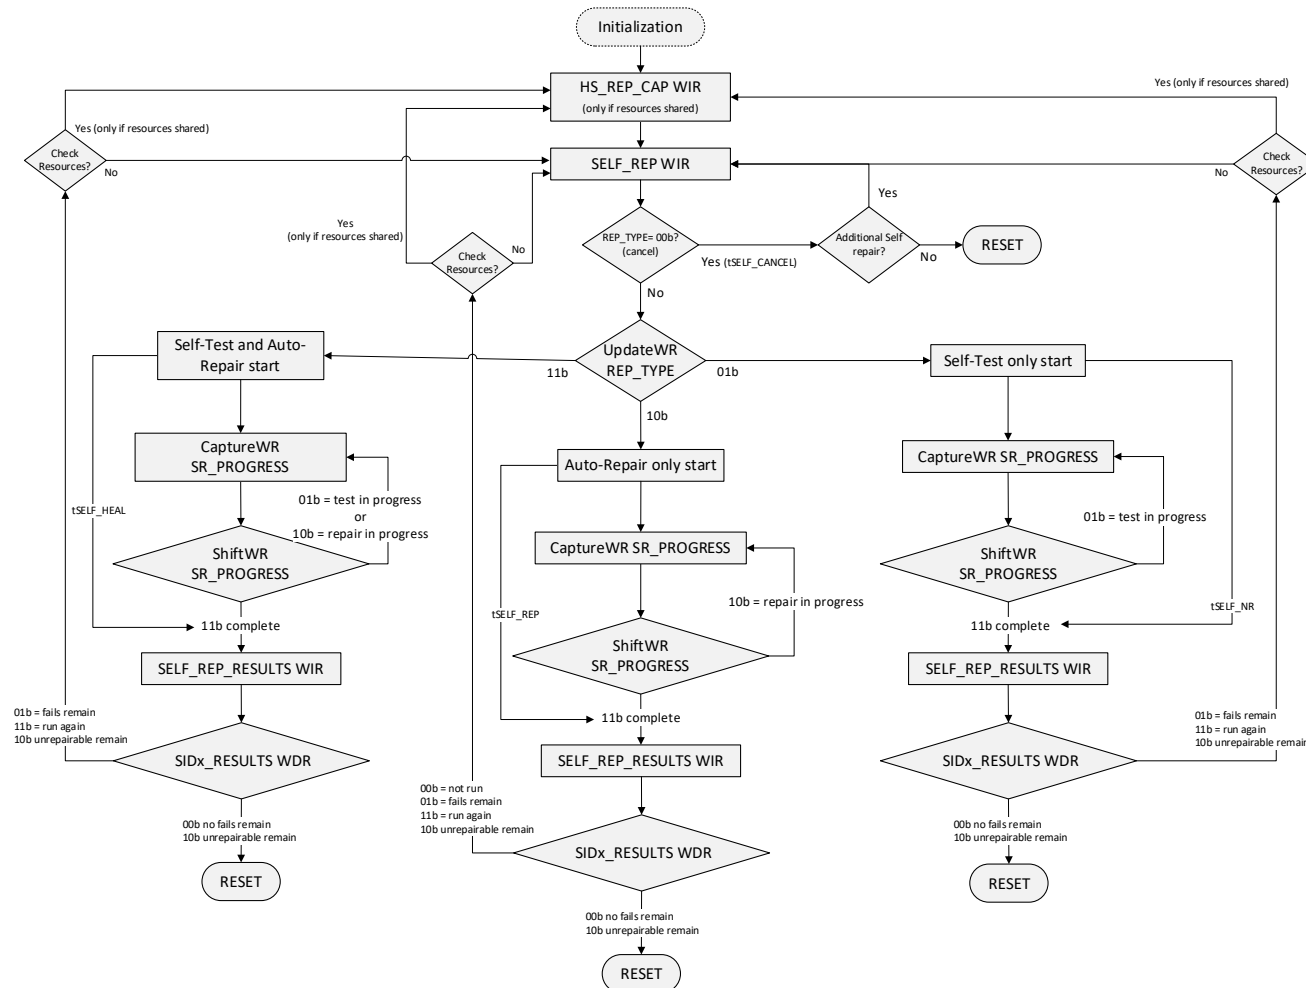 Initialization
HS_REP_CAP WIR
(only if resources shared)
Yes (only if resources shared)
Yes (only if resources shared)
Check
Resources?
No
SELF_REP WIR
Check
Resources?
No
Yes
Yes
(only if resources shared)
Check
Resources?
No
REP_TYPE= 00b?
(cancel)
Yes (tSELF_CANCEL)
Additional Self
repair?
No
RESET
No
Self-Test and Auto-
Repair start
11b
UpdateWR
REP_TYPE
01b
Self-Test only start
10b
CaptureWR
SR_PROGRESS
Auto-Repair only start
CaptureWR SR_PROGRESS
tSELF_HEAL
01b = test in progress
or
10b = repair in progress
01b = test in progress
ShiftWR
SR_PROGRESS
CaptureWR SR_PROGRESS
ShiftWR
SR_PROGRESS
tSELF_REP
10b = repair in progress
tSELF_NR
11b complete
ShiftWR
SR_PROGRESS
11b complete
SELF_REP_RESULTS WIR
SELF_REP_RESULTS WIR
01b = fails remain
11b = run again
10b unrepairable remain
11b complete
01b = fails remain
11b = run again
10b unrepairable remain
SIDx_RESULTS WDR
SELF_REP_RESULTS WIR
SIDx_RESULTS WDR
00b = not run
01b = fails remain
11b = run again
10b unrepairable remain
00b no fails remain
10b unrepairable remain
SIDx_RESULTS WDR
00b no fails remain
10b unrepairable remain
RESET
RESET
00b no fails remain
10b unrepairable remain
RESET